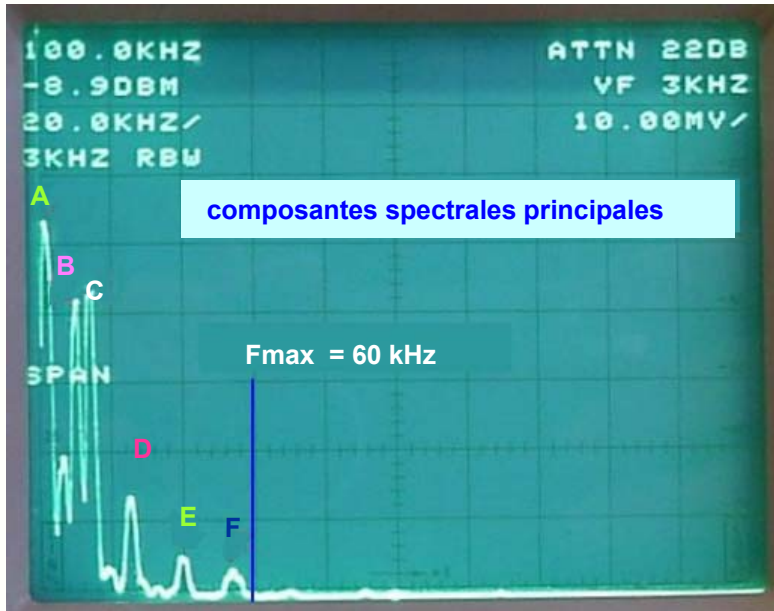 100.0KHZ
ATTN 22DB
-8.9DBM
VF 3KHZ
20.0KHZ/
10.00MV/
3KHZ RBW
A
composantes spectrales principales
B
C
Fmax = 60 kHz
SPAN
D
E
F